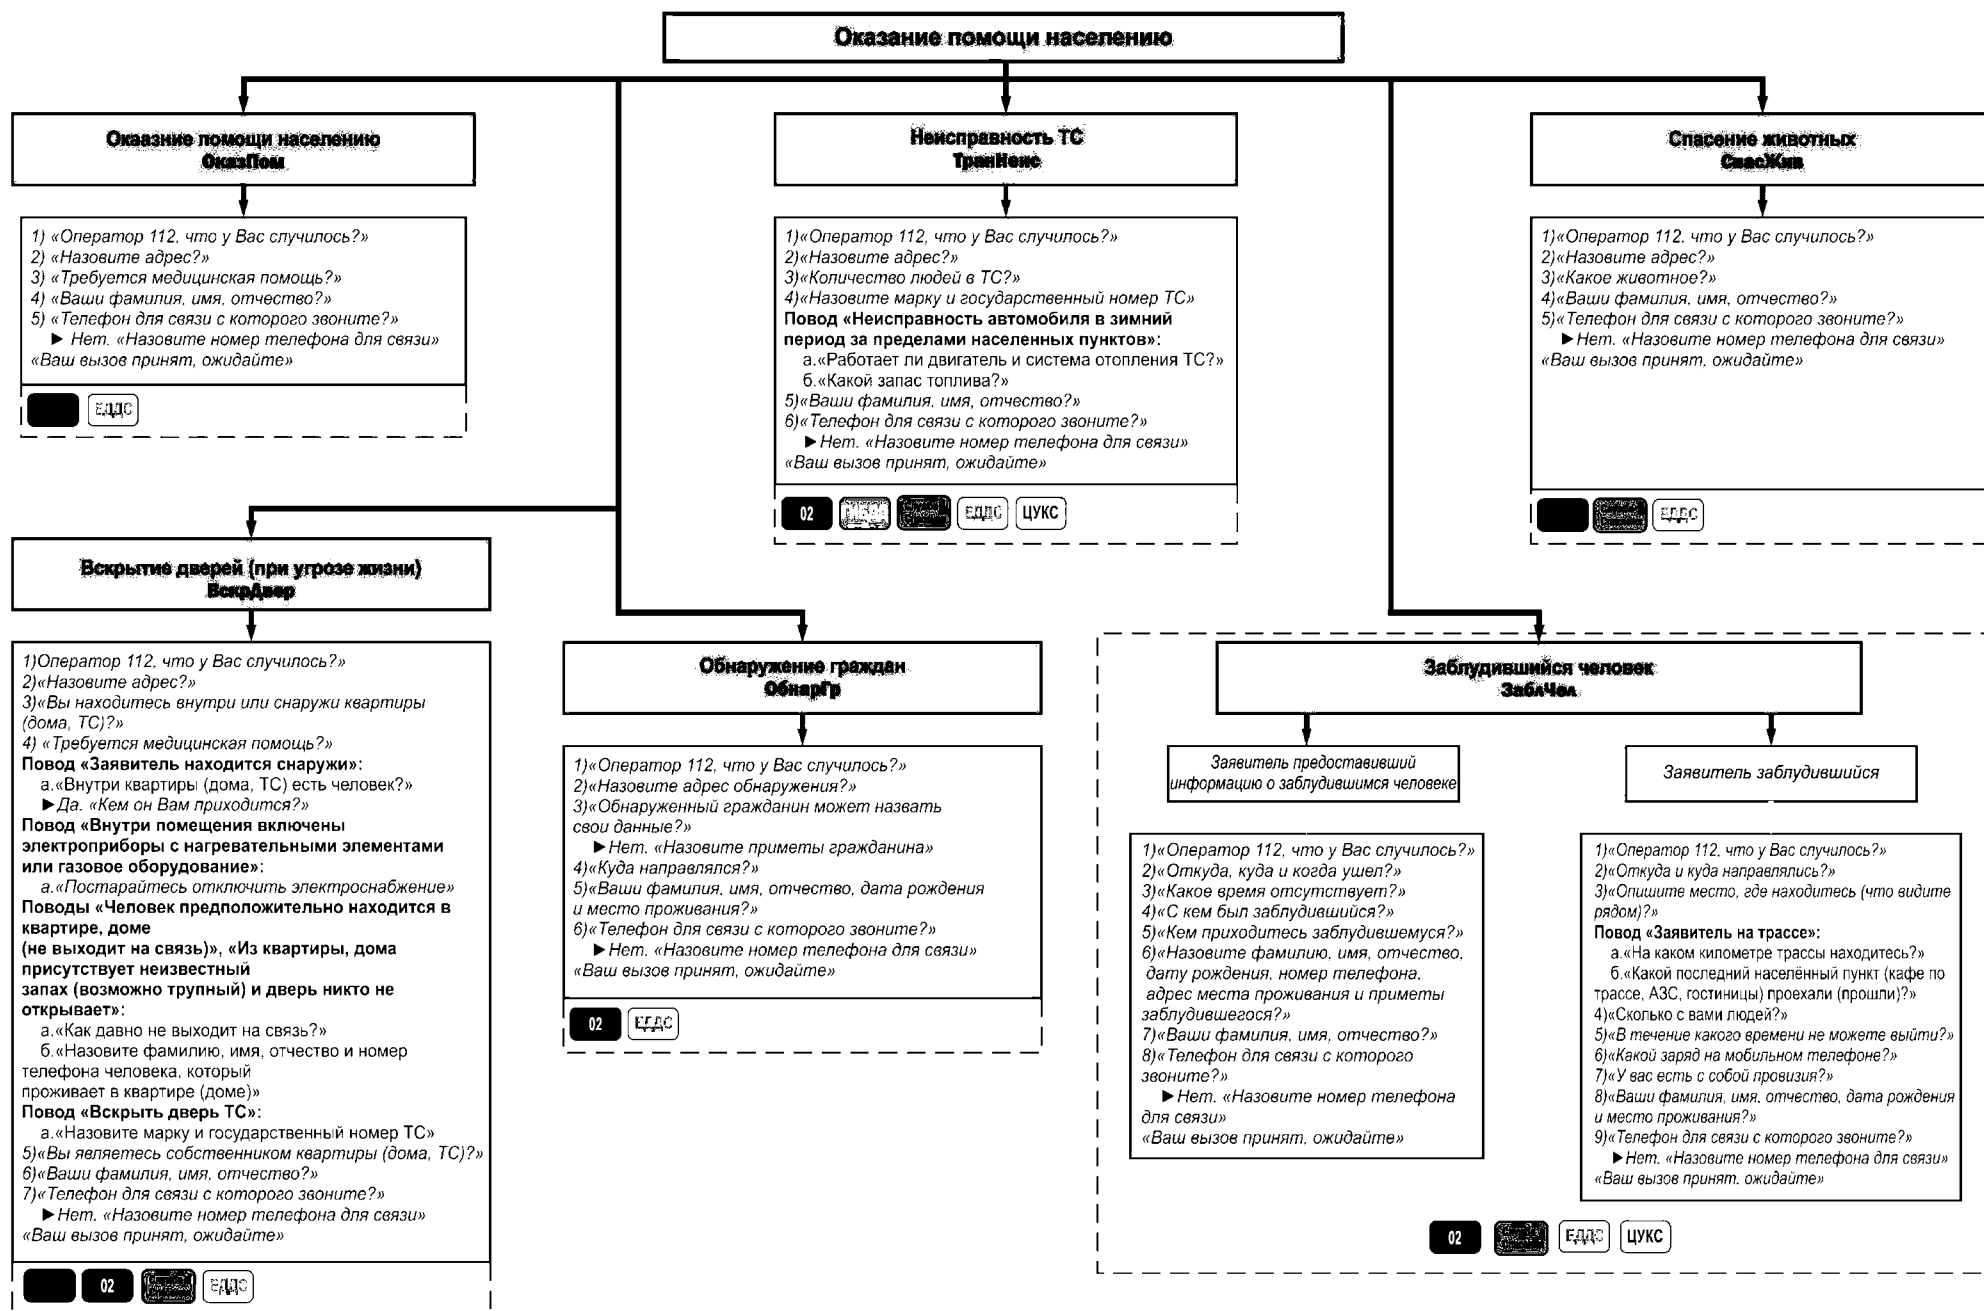 Оказание помощи населению
Окаазние помощи населению
ОказПом
1) «Оператор 112, что у Вас случилось?»
2) «Назовите адрес?»
3) «Требуется медицинская помощь?»
4) «Ваши фамилия, имя, отчество?»
5) «Телефон для связи с которого звоните?»
► Нет. «Назовите номер телефона для связи»
«Ваш вызов принят, ожидайте»
ЕДДС
Неисправность ТС
ТранНеис
1)«Оператор 112, что у Вас случилось?»
2)«Назовите адрес?»
3)«Количество людей в ТС?»
4)«Назовите марку и государственный номер ТС»
Повод «Неисправность автомобиля в зимний
период за пределами населенных пунктов»:
а.«Работает ли двигатель и система отопления ТС?»
б.«Какой запас топлива?»
5)«Ваши фамилия, имя, отчество?»
6)«Телефон для связи с которого звоните?»
►Нет. «Назовите номер телефона для связи»
«Ваш вызов принят, ожидайте»
02
ЕДДС
ЦУКС
Спасение животных
СпасЖив
1)«Оператор 112, что у Вас случилось?»
2)«Назовите адрес?»
3)«Какое животное?»
4)«Ваши фамилия, имя, отчество?»
5)«Телефон для связи с которого звоните?»
►Нет. «Назовите номер телефона для связи»
«Ваш вызов принят, ожидайте»
ЕДДС
Вскрытие дверей (при угрозе жизни)
ВскрДвер
1)Оператор 112, что у Вас случилось?»
2)«Назовите адрес?»
3)«Вы находитесь внутри или снаружи квартиры
(дома, ТС)?»
4) «Требуется медицинская помощь?»
Повод «Заявитель находится снаружи»:
а.«Внутри квартиры (дома, ТС) есть человек?»
►Да. «Кем он Вам приходится?»
Повод «Внутри помещения включены
электроприборы с нагревательными элементами
или газовое оборудование»:
а.«Постарайтесь отключить электроснабжение»
Поводы «Человек предположительно находится в
квартире, доме
(не выходит на связь)», «Из квартиры, дома
присутствует неизвестный
запах (возможно трупный) и дверь никто не
открывает»:
а.«Как давно не выходит на связь?»
б.«Назовите фамилию, имя, отчество и номер
телефона человека, который
проживает в квартире (доме)»
Повод «Вскрыть дверь ТС»:
а.«Назовите марку и государственный номер ТС»
5)«Вы являетесь собственником квартиры (дома, ТС)?»
6)«Ваши фамилия, имя, отчество?»
7)«Телефон для связи с которого звоните?»
►Нет. «Назовите номер телефона для связи»
«Ваш вызов принят, ожидайте»
02
ЕДДС
Обнаружение граждан
ОбнарГр
1)«Оператор 112, что у Вас случилось?»
2)«Назовите адрес обнаружения?»
3)«Обнаруженный гражданин может назвать
свои данные?»
►Нет. «Назовите приметы гражданина»
4)«Куда направлялся?»
5)«Ваши фамилия, имя, отчество, дата рождения
и место проживания?»
6)«Телефон для связи с которого звоните?»
►Нет. «Назовите номер телефона для связи»
«Ваш вызов принят, ожидайте»
02
ЕДДС
Заблудившийся человек
ЗаблЧел
Заявитель предоставивший
информацию о заблудившимся человеке
1)«Оператор 112, что у Вас случилось?»
2)«Откуда, куда и когда ушел?»
3)«Какое время отсутствует?»
4)«С кем был заблудившийся?»
5)«Кем приходитесь заблудившемуся?»
6)«Назовите фамилию, имя, отчество,
дату рождения, номер телефона,
адрес места проживания и приметы
заблудившегося?»
7)«Ваши фамилия, имя, отчество?»
8)«Телефон для связи с которого
звоните?»
►Нет. «Назовите номер телефона
для связи»
«Ваш вызов принят, ожидайте»
Заявитель заблудившийся
1)«Оператор 112, что у Вас случилось?»
2)«Откуда и куда направлялись?»
3)«Опишите место, где находитесь (что видите
рядом)?»
Повод «Заявитель на трассе»:
а.«На каком километре трассы находитесь?»
б.«Какой последний населённый пункт (кафе по
трассе, АЗС, гостиницы) проехали (прошли)?»
4)«Сколько с вами людей?»
5)«В течение какого времени не можете выйти?»
6)«Какой заряд на мобильном телефоне?»
7)«У вас есть с собой провизия?»
8)«Ваши фамилия, имя, отчество, дата рождения
и место проживания?»
9)«Телефон для связи с которого звоните?»
►Нет. «Назовите номер телефона для связи»
«Ваш вызов принят, ожидайте»
02
ЕДДС
ЦУКС